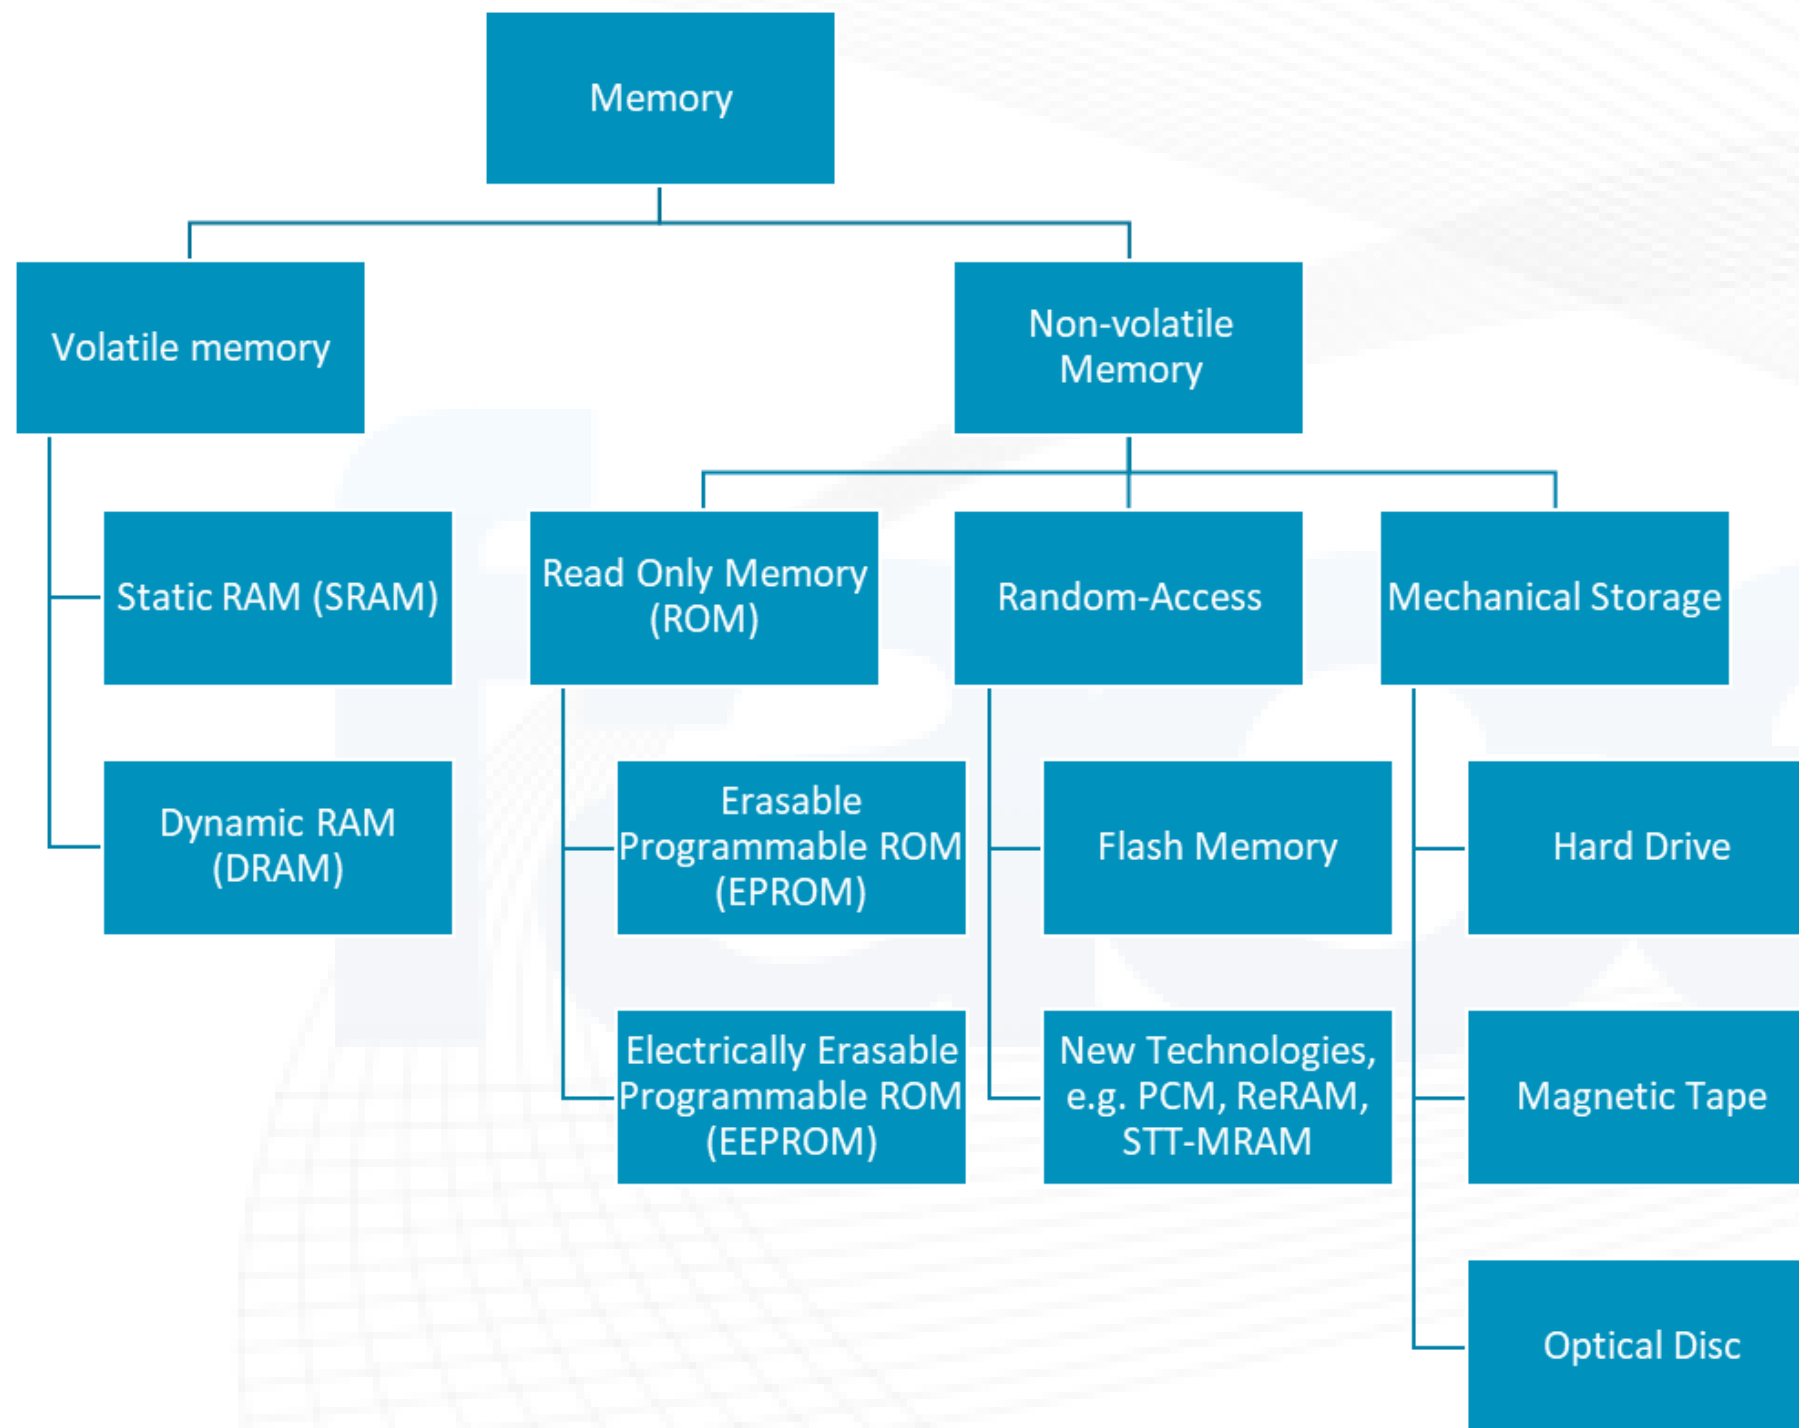 Memory
Volatile memory
Non-volatile
Memory
Static RAM (SRAM)
Read Only Memory
(ROM)
Random-Access
Mechanical Storage
Dynamic RAM
(DRAM)
Erasable
Programmable ROM
(EPROM)
Flash Memory
Hard Drive
Electrically Erasable
Programmable ROM
(EEPROM)
New Technologies,
e.g. PCM, ReRAM,
STT-MRAM
Magnetic Tape
Optical Disc